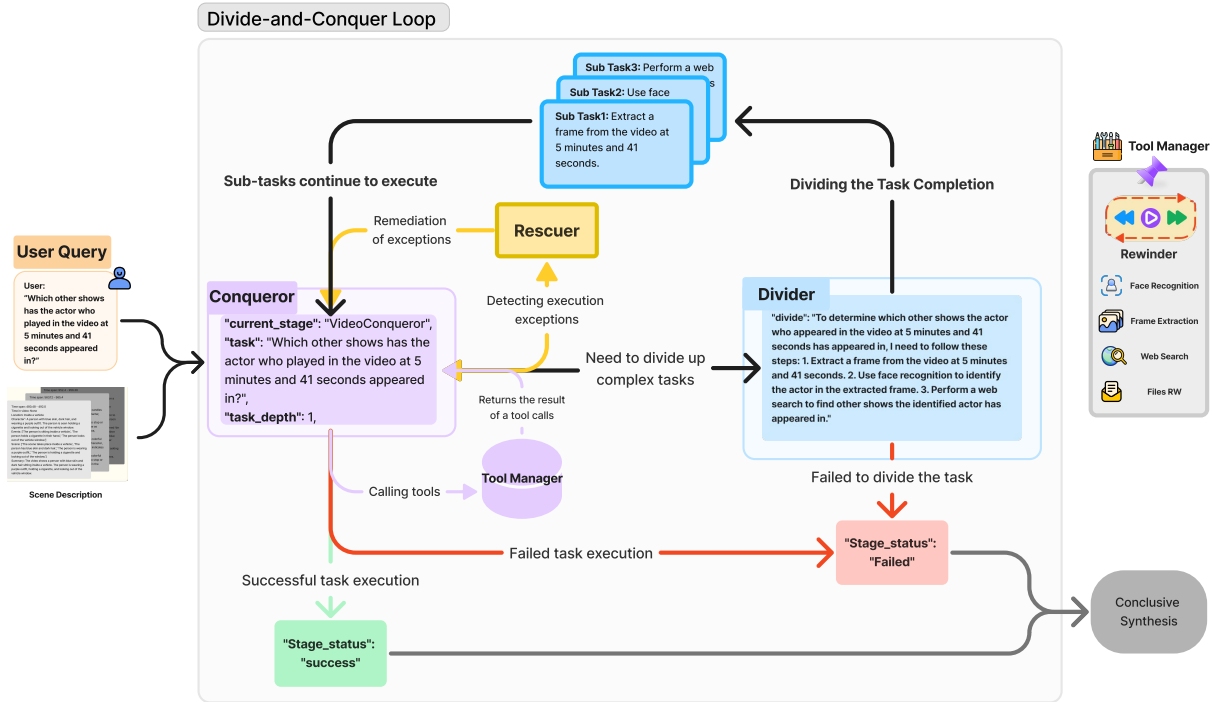 Divide-and-Conquer Loop
Sub Task3: Perform a web
s
Sub Task2: Use face
Sub Task1: Extract a
frame from the video at
5 minutes and 41
seconds.
Sub-tasks continue to execute
Dividing the Task Completion
Remediation
of exceptions
Rescuer
Detecting execution
exceptions
User Query
User:
"Which other shows
has the actor who
played in the video at
5 minutes and 41
seconds appeared
in?"
Scene Description
Conqueror
"current_stage": "VideoConqueror",
"task": "Which other shows has the
actor who played in the video at 5
minutes and 41 seconds appeared
in?",
"task_depth": 1,
Need to divide up
complex tasks
Returns the result
of a tool calls
Tool Manager
Calling tools
Divider
"divide": "To determine which other shows the actor
who appeared in the video at 5 minutes and 41
seconds has appeared in, I need to follow these
steps: 1. Extract a frame from the video at 5 minutes
and 41 seconds. 2. Use face recognition to identify
the actor in the extracted frame. 3. Perform a web
search to find other shows the identified actor has
appeared in."
Failed to divide the task
Failed task execution
"Stage_status":
"Failed"
Successful task execution
"Stage_status":
"success"
Conclusive
Synthesis
Tool Manager
Rewinder
Face Recognition
Frame Extraction
Web Search
Files RW